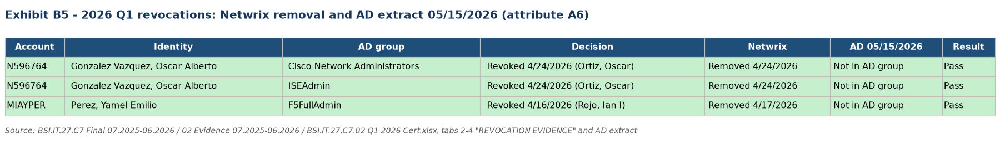 Exhibit B5 - 2026 Q1 revocations: Netwrix removal and AD extract 05/15/2026 (attribute A6)
Account Identity AD group Decision Netwrix AD 05/15/2026 Result
N596764 Gonzalez Vazquez, Oscar Alberto Cisco Network Administrators Revoked 4/24/2026 (Ortiz, Oscar) Removed 4/24/2026 Not in AD group Pass
N596764 Gonzalez Vazquez, Oscar Alberto ISEAdmin Revoked 4/24/2026 (Ortiz, Oscar) Removed 4/24/2026 Not in AD group Pass
MIAYPER Perez, Yamel Emilio F5FullAdmin Revoked 4/16/2026 (Rojo, Ian I) Removed 4/17/2026 Not in AD group Pass
Source: BSI.IT.27.C7 Final 07.2025-06.2026 / 02 Evidence 07.2025-06.2026 / BSI.IT.27.C7.02 Q1 2026 Cert.xlsx, tabs 2-4 "REVOCATION EVIDENCE" and AD extract